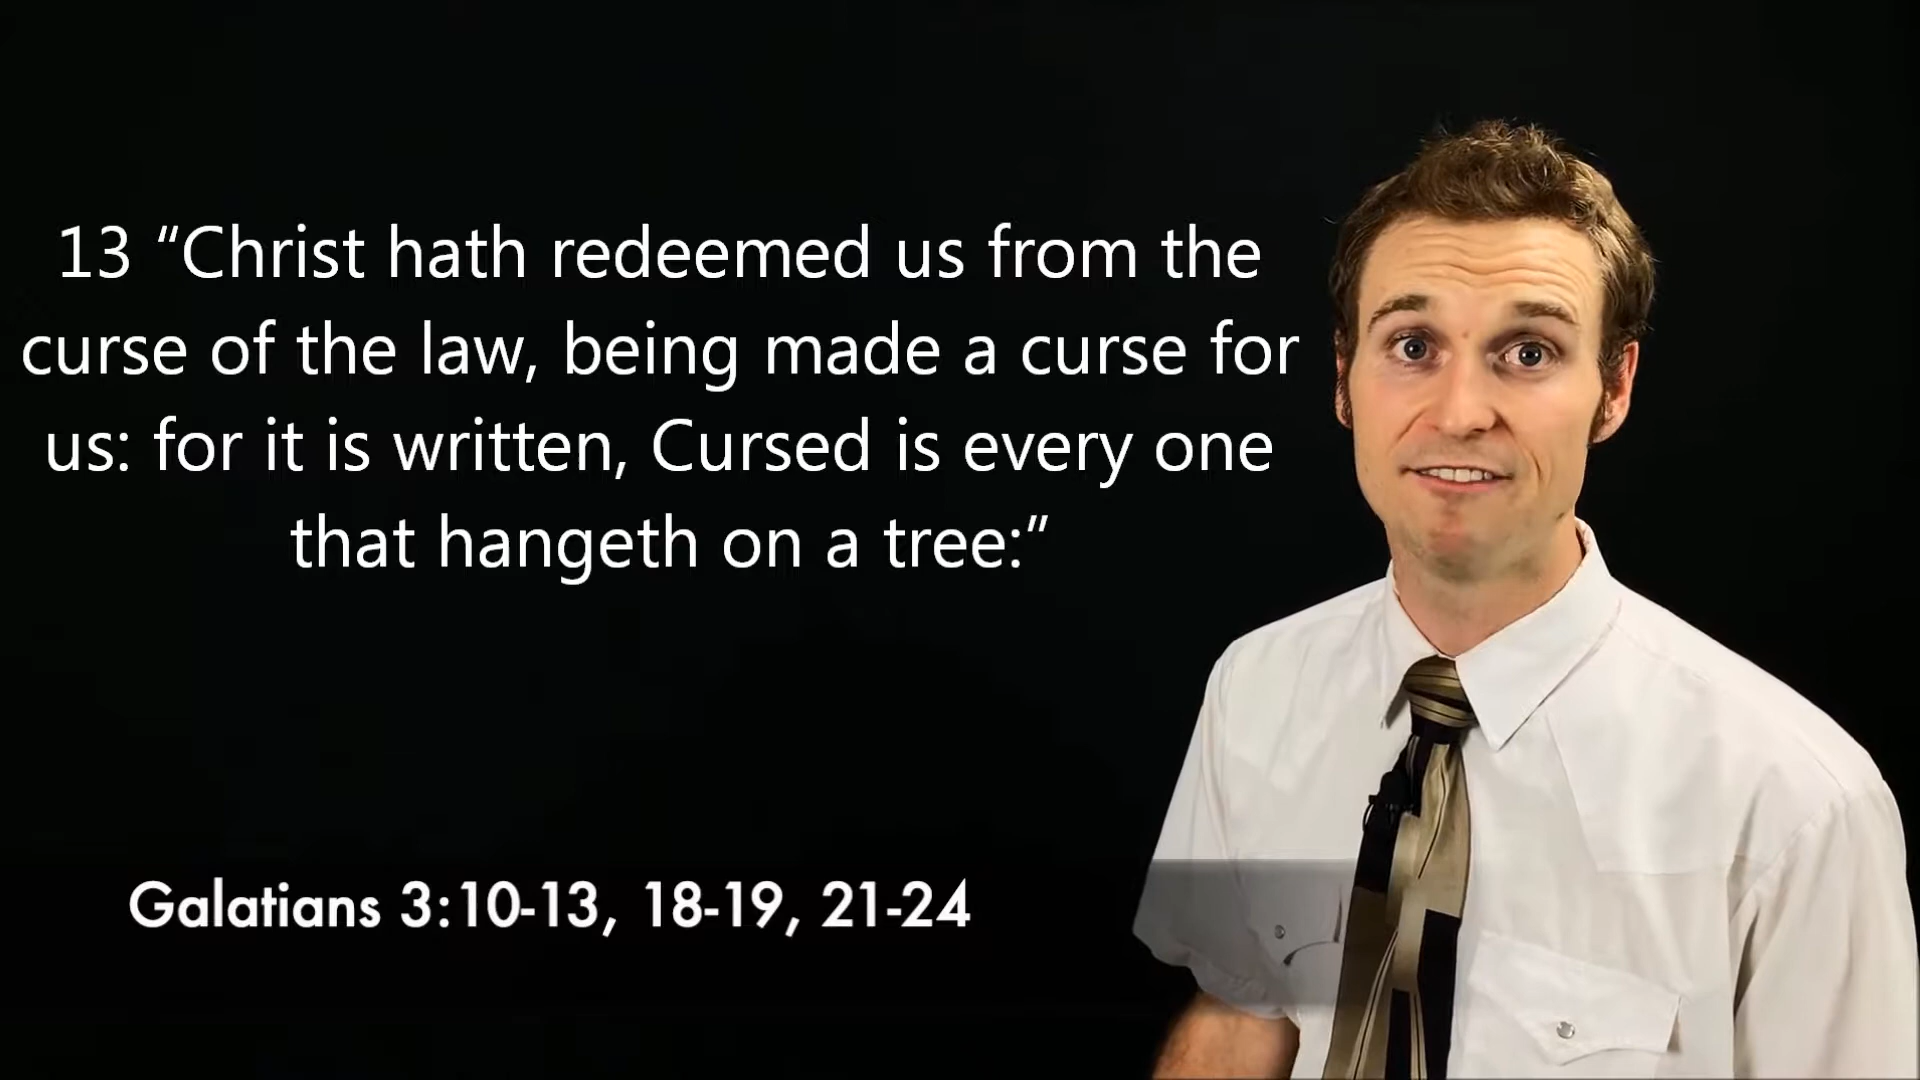 13 “Christ hath redeemed us from the
curse of the law, being made a curse for
us: for it is written, Cursed is every one
that hangeth on a tree:”
Galatians 3:10-13, 18-19, 21-24